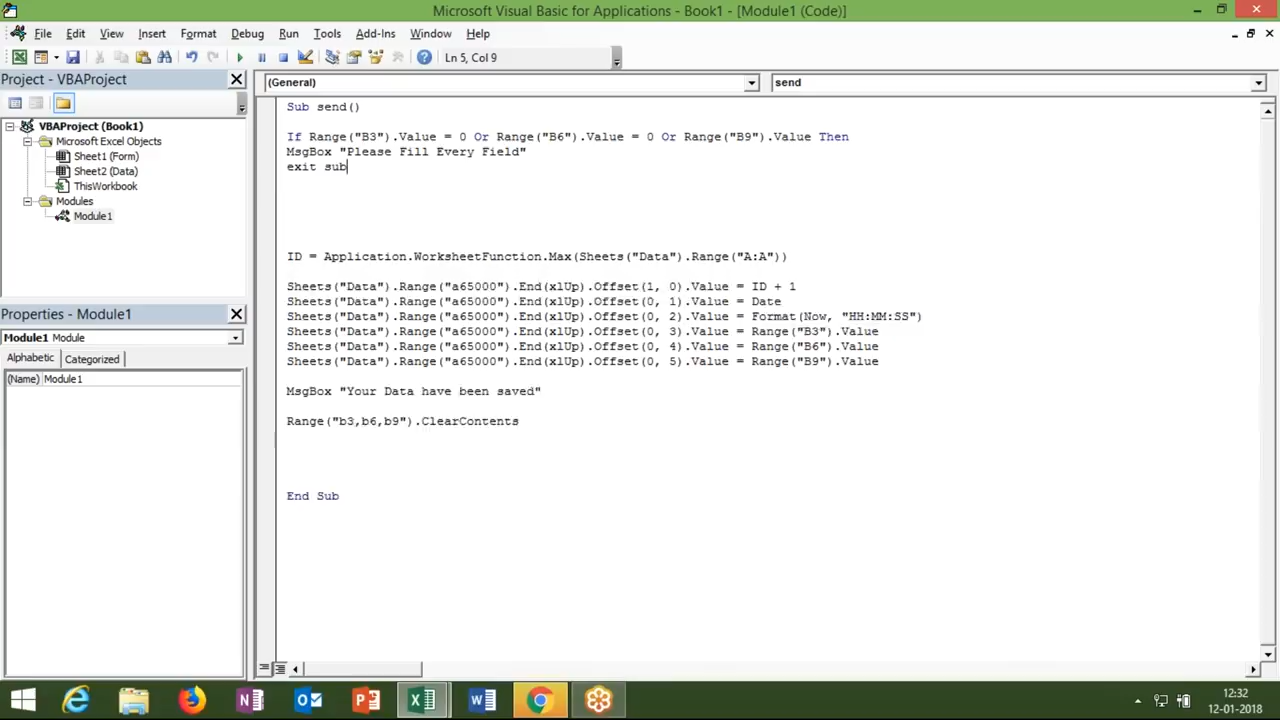 Microsoft Visual Basic for Applications - Book1 - [Module1 (Code)]
File Edit View Insert Format Debug Run Tools Add-Ins Window Help
Ln 5, Col 9
Project - VBAProject
(General) send
VBAProject (Book1)
Microsoft Excel Objects
Sheet1 (Form)
Sheet2 (Data)
ThisWorkbook
Modules
Module1
Properties - Module1
Module1 Module
Alphabetic Categorized
(Name) Module1
Sub send()
If Range("B3").Value = 0 Or Range("B6").Value = 0 Or Range("B9").Value Then
MsgBox "Please Fill Every Field"
exit sub
ID = Application.WorksheetFunction.Max(Sheets("Data").Range("A:A"))
Sheets("Data").Range("a65000").End(xlUp).Offset(1, 0).Value = ID + 1
Sheets("Data").Range("a65000").End(xlUp).Offset(0, 1).Value = Date
Sheets("Data").Range("a65000").End(xlUp).Offset(0, 2).Value = Format(Now, "HH:MM:SS")
Sheets("Data").Range("a65000").End(xlUp).Offset(0, 3).Value = Range("B3").Value
Sheets("Data").Range("a65000").End(xlUp).Offset(0, 4).Value = Range("B6").Value
Sheets("Data").Range("a65000").End(xlUp).Offset(0, 5).Value = Range("B9").Value
MsgBox "Your Data have been saved"
Range("b3,b6,b9").ClearContents
End Sub
12:32
12-01-2018